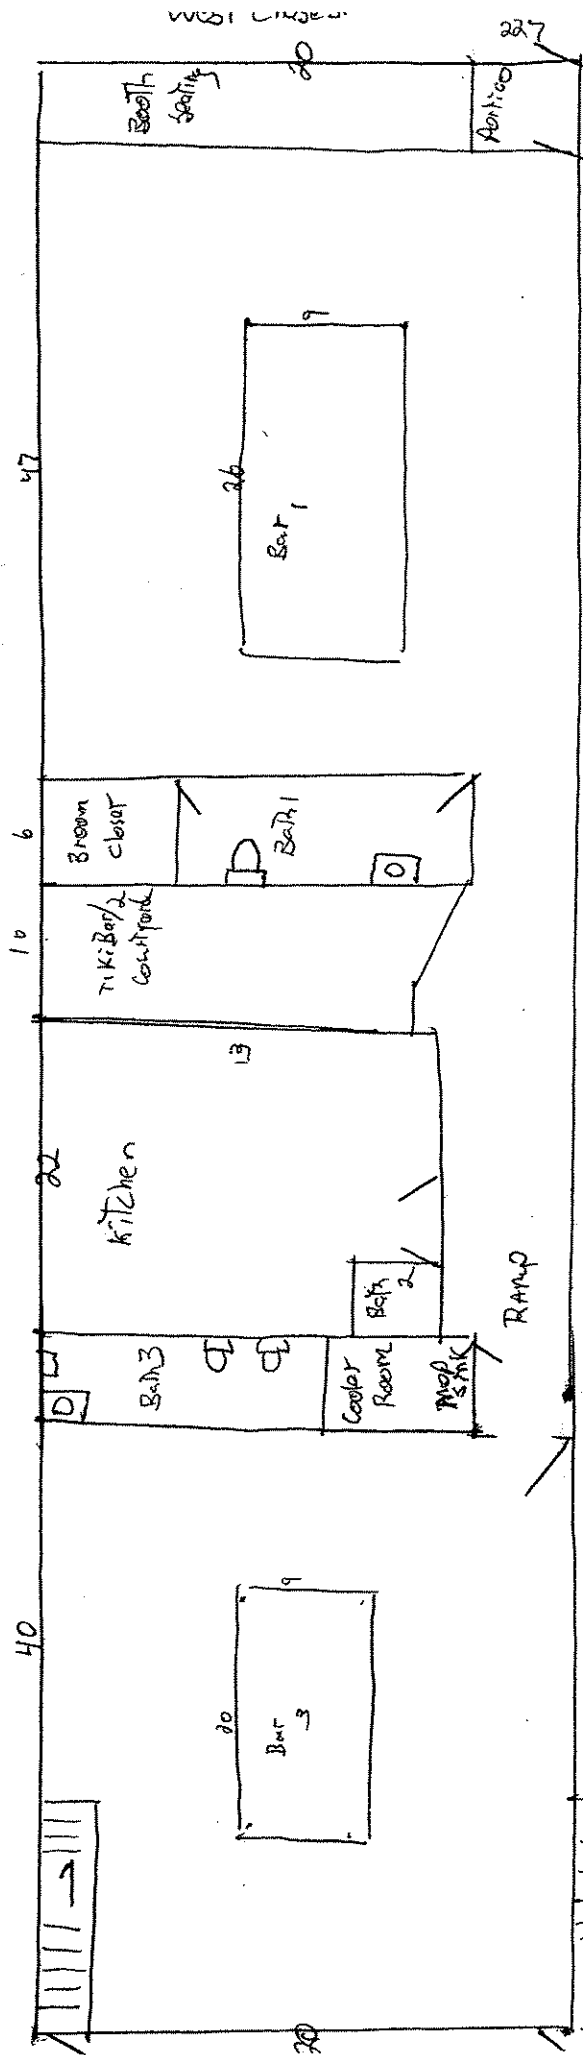 227
20
Booth
Seating
Portico
9
47
26
Bar 1
6
Broom
Closet
Bath 1
10
TiKi Bar/2
Courtyard
13
22
Kitchen
Bath
2
RAMP
Bath 3
Cooler
Room
Mop
SINK
40
9
20
Bar
3
20